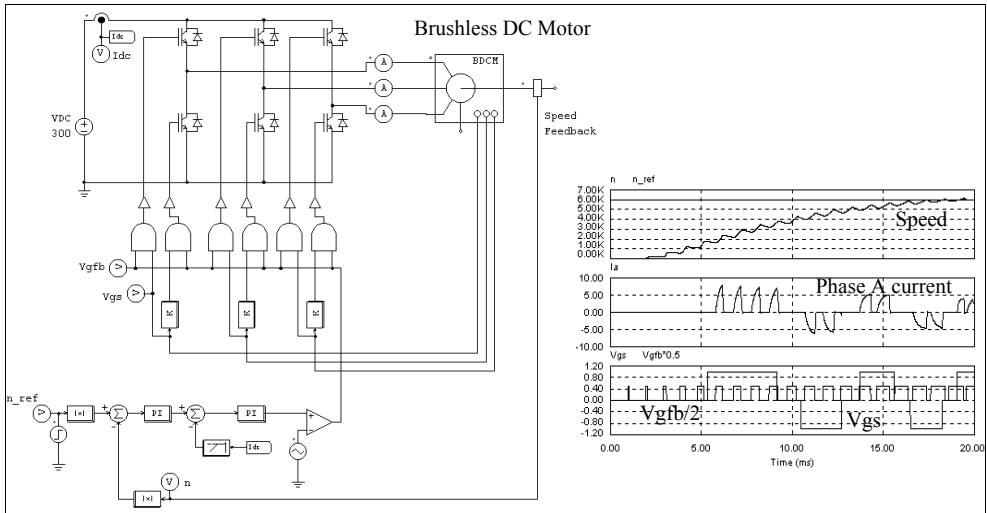 Brushless DC Motor
Idc
V
Idc
BDCM
A
A
A
VDC
300
Speed
Feedback
Vgfb
V
Vgs
V
K
K
K
n_ref
V
|x|
Σ
PI
Σ
PI
Idc
V
n
|x|
n n_ref
7.00K
6.00K
5.00K
4.00K
3.00K
2.00K
1.00K
0.00K
Speed
Ia
10.00
5.00
0.00
-5.00
-10.00
Phase A current
Vgs Vgfb*0.5
1.20
0.80
0.40
0.00
-0.40
-0.80
-1.20
Vgfb/2
Vgs
0.00 5.00 10.00 15.00 20.00
Time (ms)